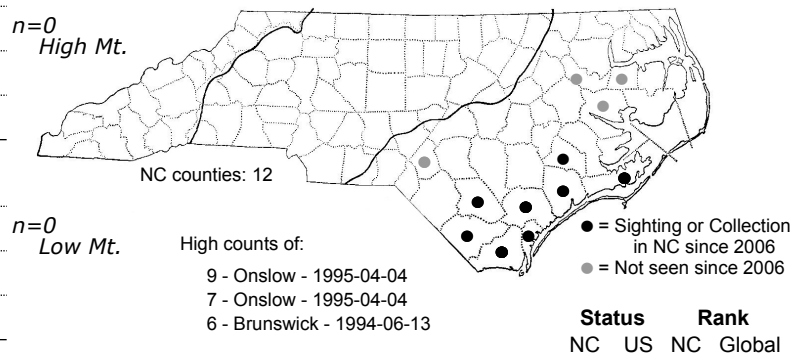 n=0
High Mt.
NC counties: 12
n=0
Low Mt.
High counts of:
9 - Onslow - 1995-04-04
7 - Onslow - 1995-04-04
6 - Brunswick - 1994-06-13
= Sighting or Collection
in NC since 2006
= Not seen since 2006
Status Rank
NC US NC Global